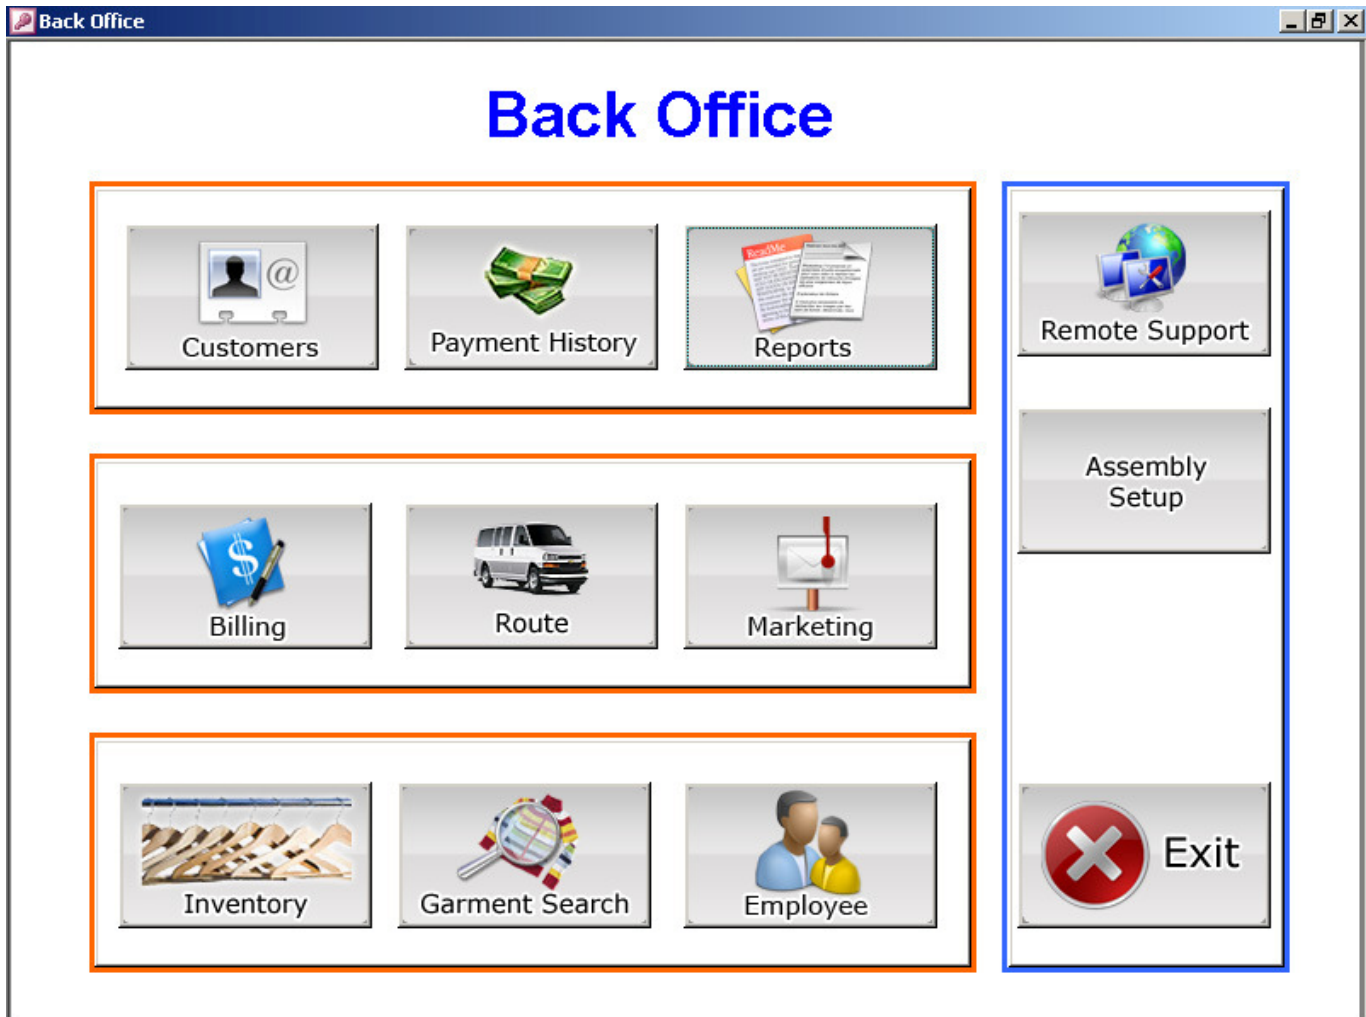 Back Office
Back Office
Customers
@
Payment History
ReadMe
Reports
Remote Support
Assembly
Setup
$
Billing
Route
Marketing
Inventory
Garment Search
Employee
Exit